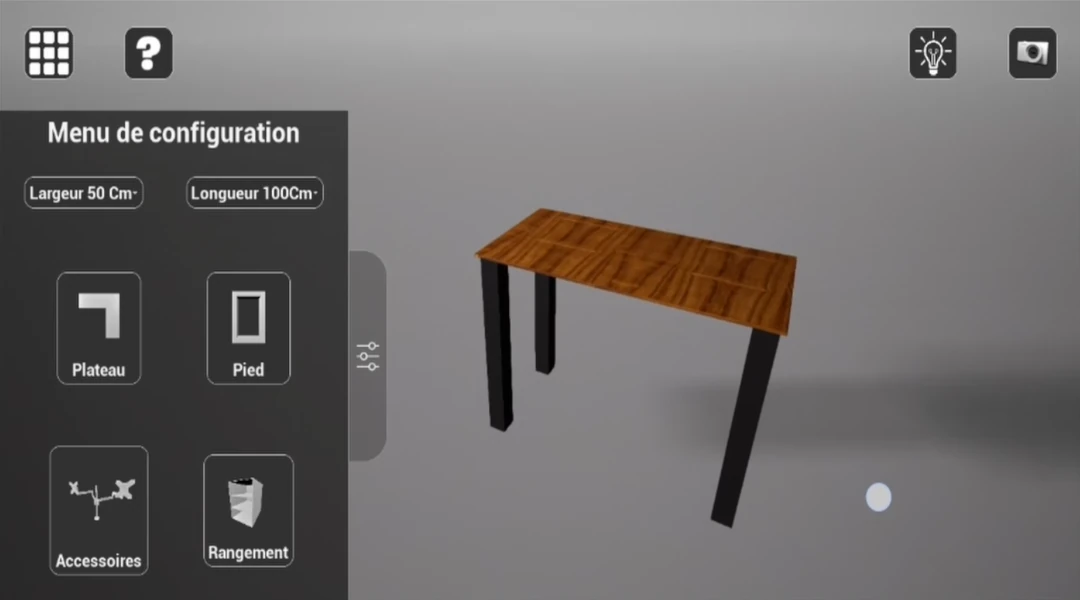 ?
Menu de configuration
Largeur 50 Cm-
Longueur 100Cm-
Plateau
Pied
Accessoires
Rangement